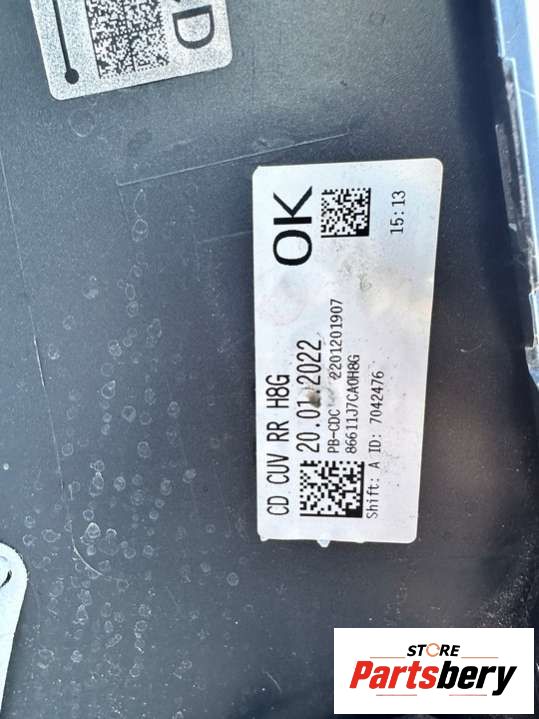 D
CD CUV RR H8G
20.01.2022
OK
PB-CDC
2201201907
86611J7CA0H8G
Shift: A ID: 7042476
15:13
STORE
Partsbery